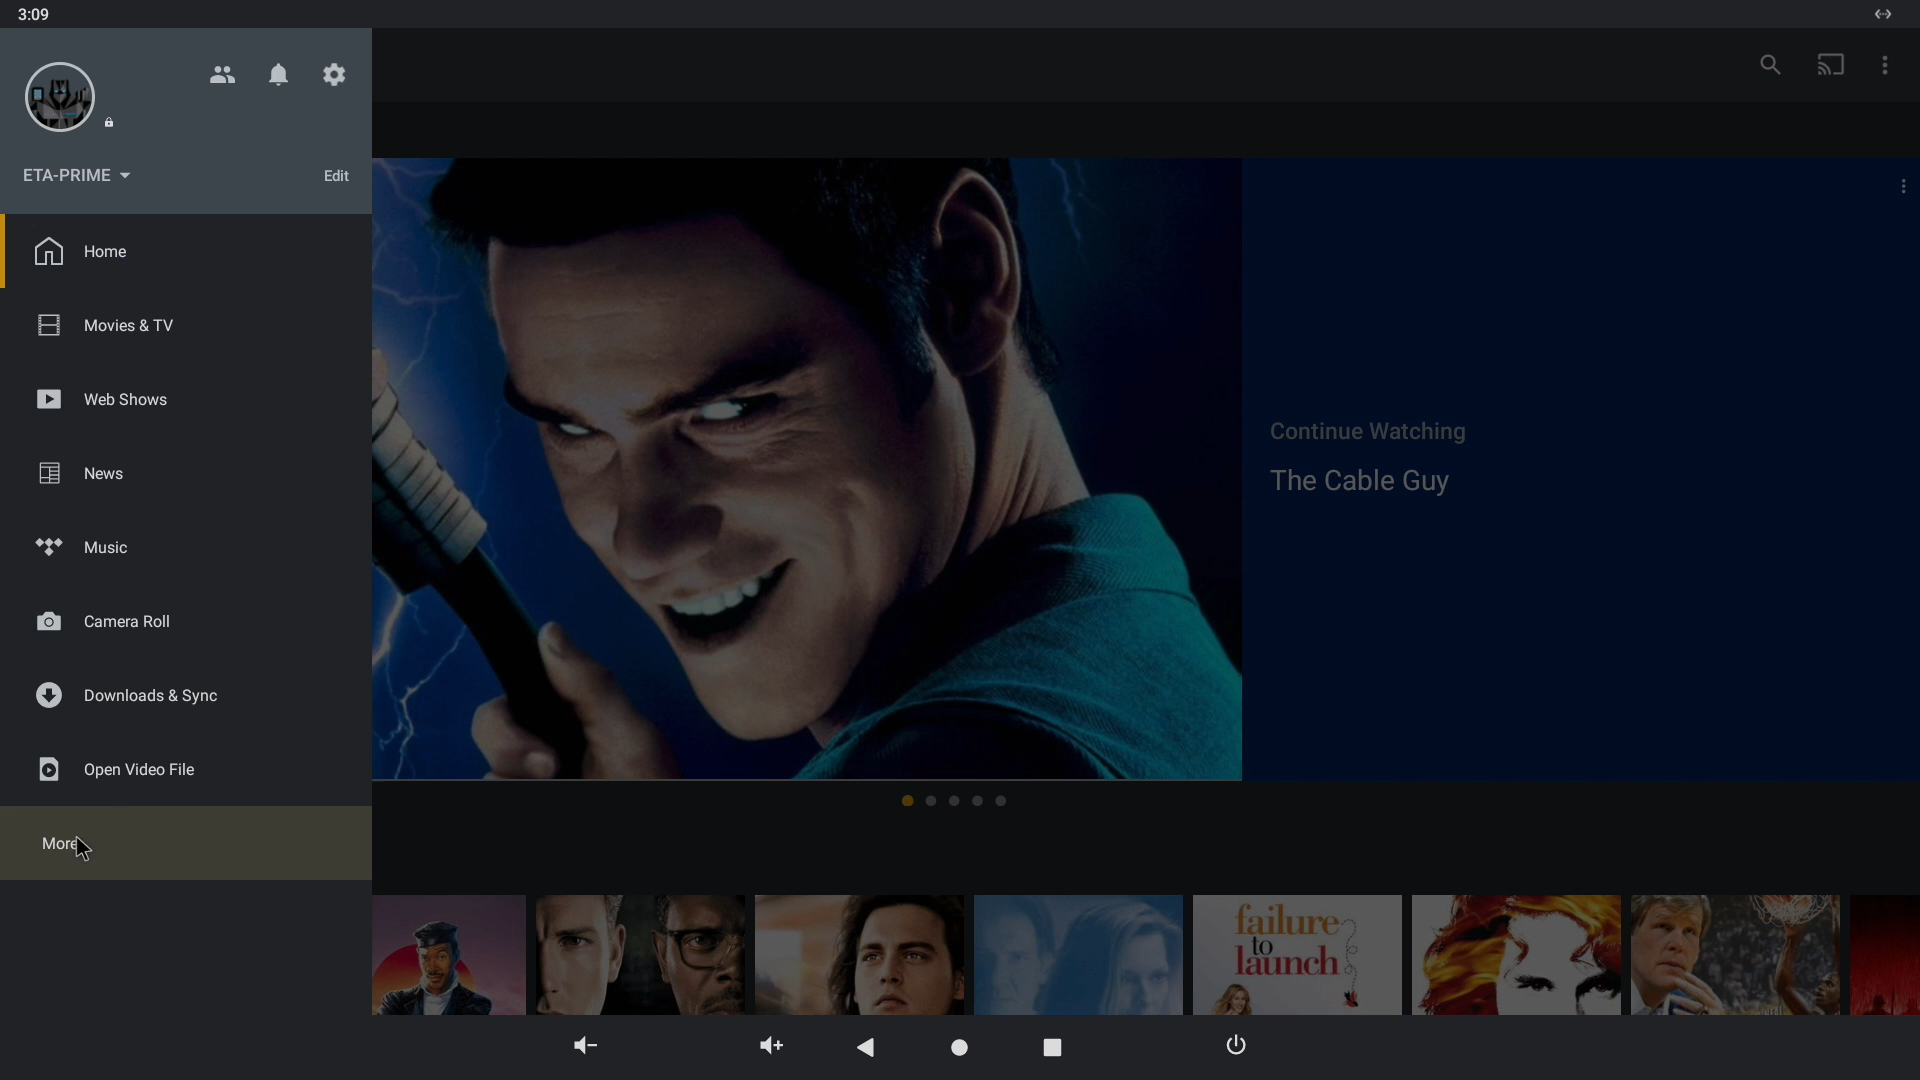 3:09
ETA-PRIME
Edit
Home
Movies & TV
Web Shows
News
Music
Camera Roll
Downloads & Sync
Open Video File
More
Continue Watching
The Cable Guy
failure
to
launch